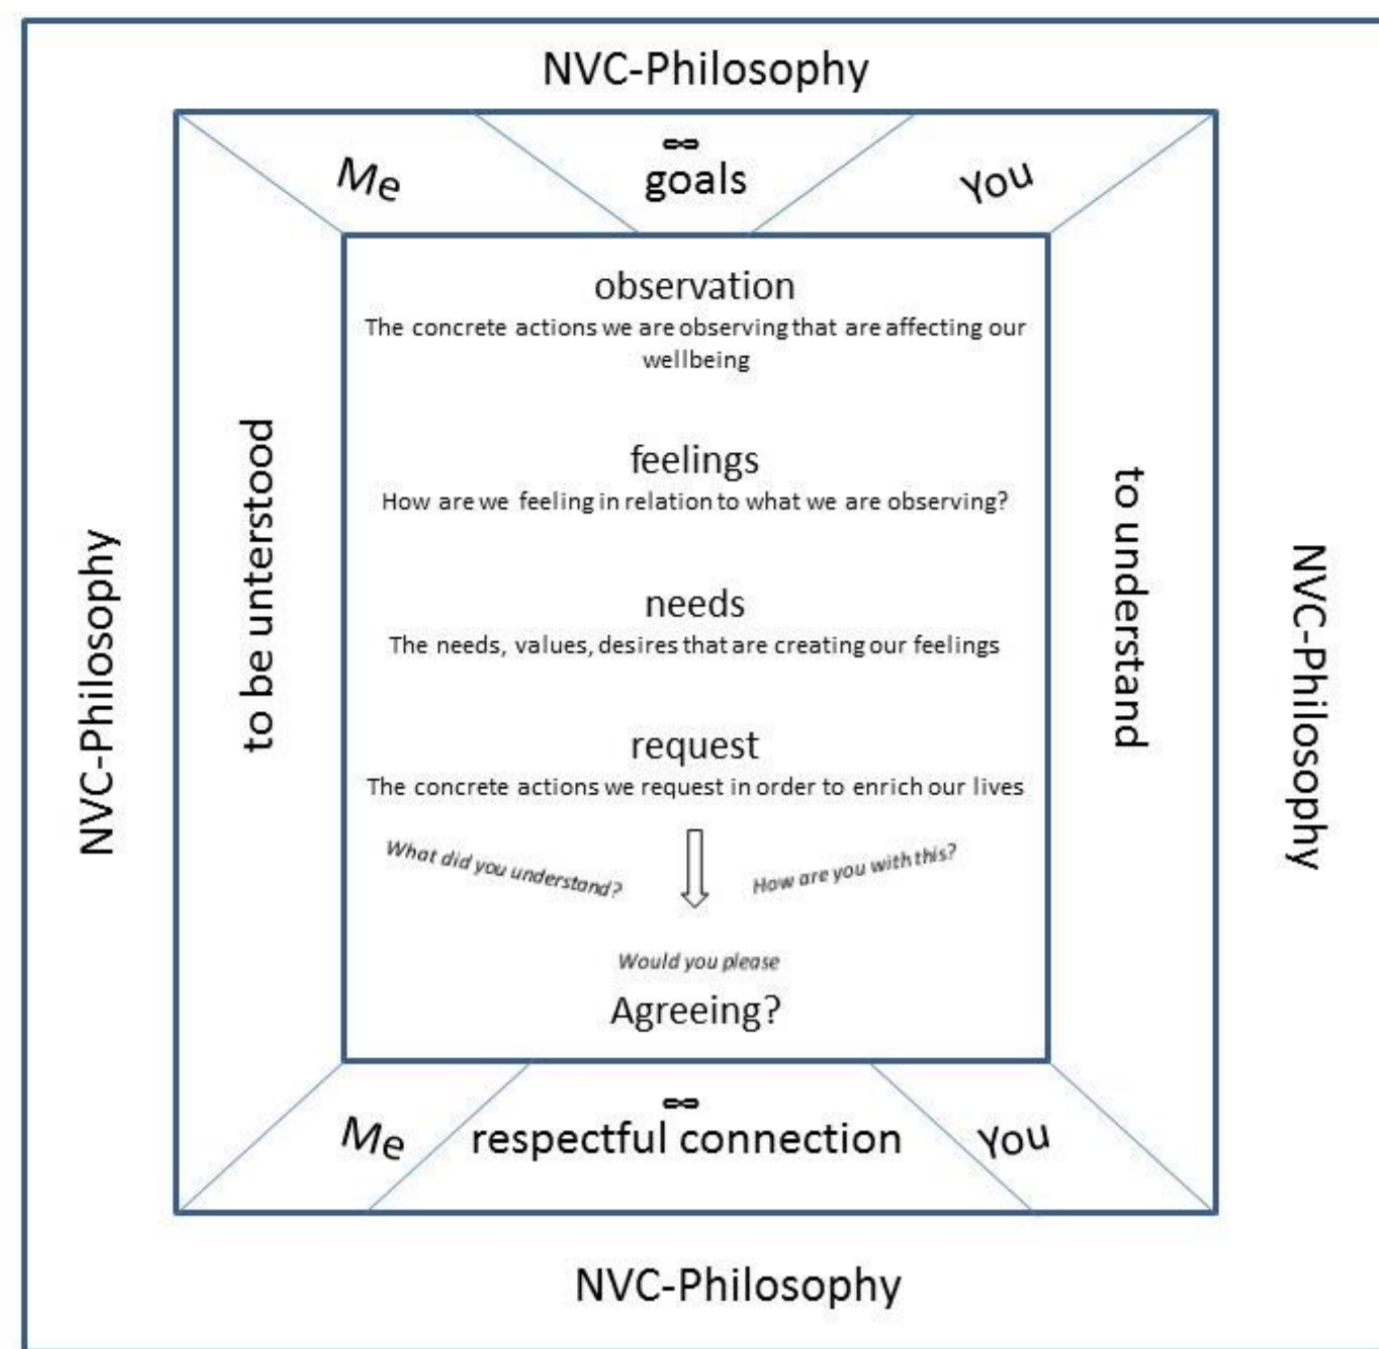 NVC-Philosophy
Me
∞
goals
You
observation
The concrete actions we are observing that are affecting our
wellbeing
feelings
How are we feeling in relation to what we are observing?
needs
The needs, values, desires that are creating our feelings
request
The concrete actions we request in order to enrich our lives
What did you understand?
How are you with this?
Would you please
Agreeing?
NVC-Philosophy
to be unterstood
to understand
NVC-Philosophy
Me
∞
respectful connection
You
NVC-Philosophy